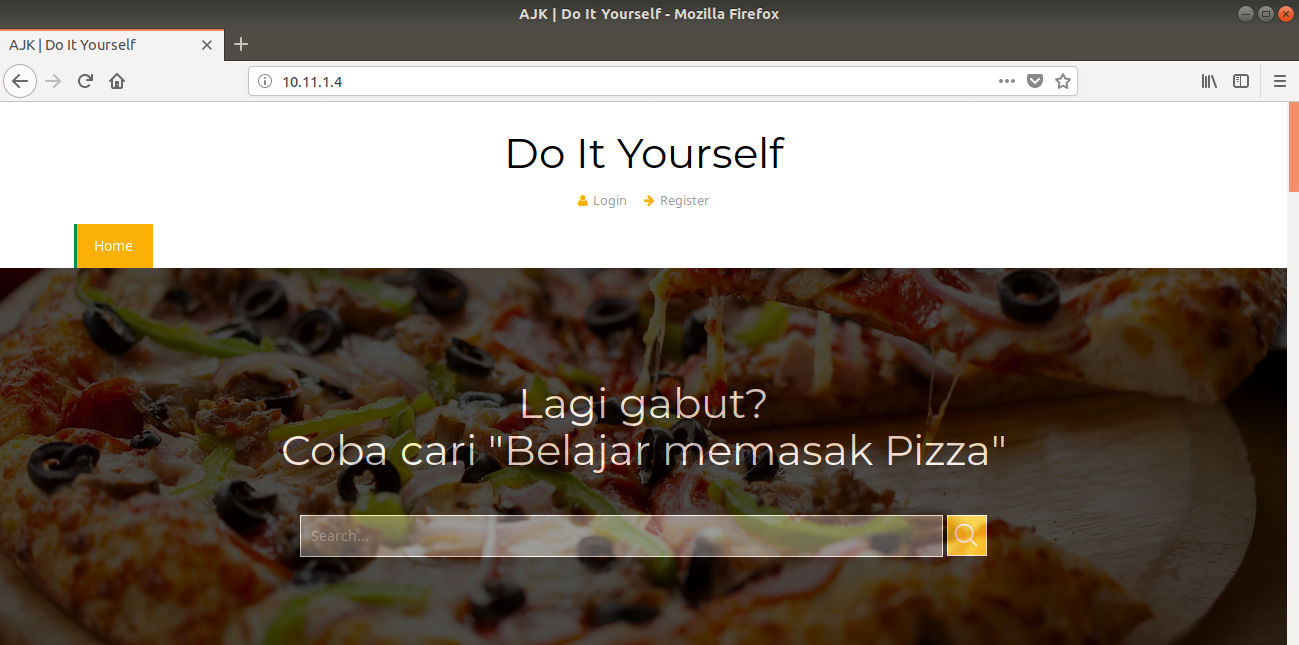 AJK | Do It Yourself - Mozilla Firefox
AJK | Do It Yourself
10.11.1.4
Do It Yourself
Login Register
Home
Lagi gabut?
Coba cari "Belajar memasak Pizza"
Search...